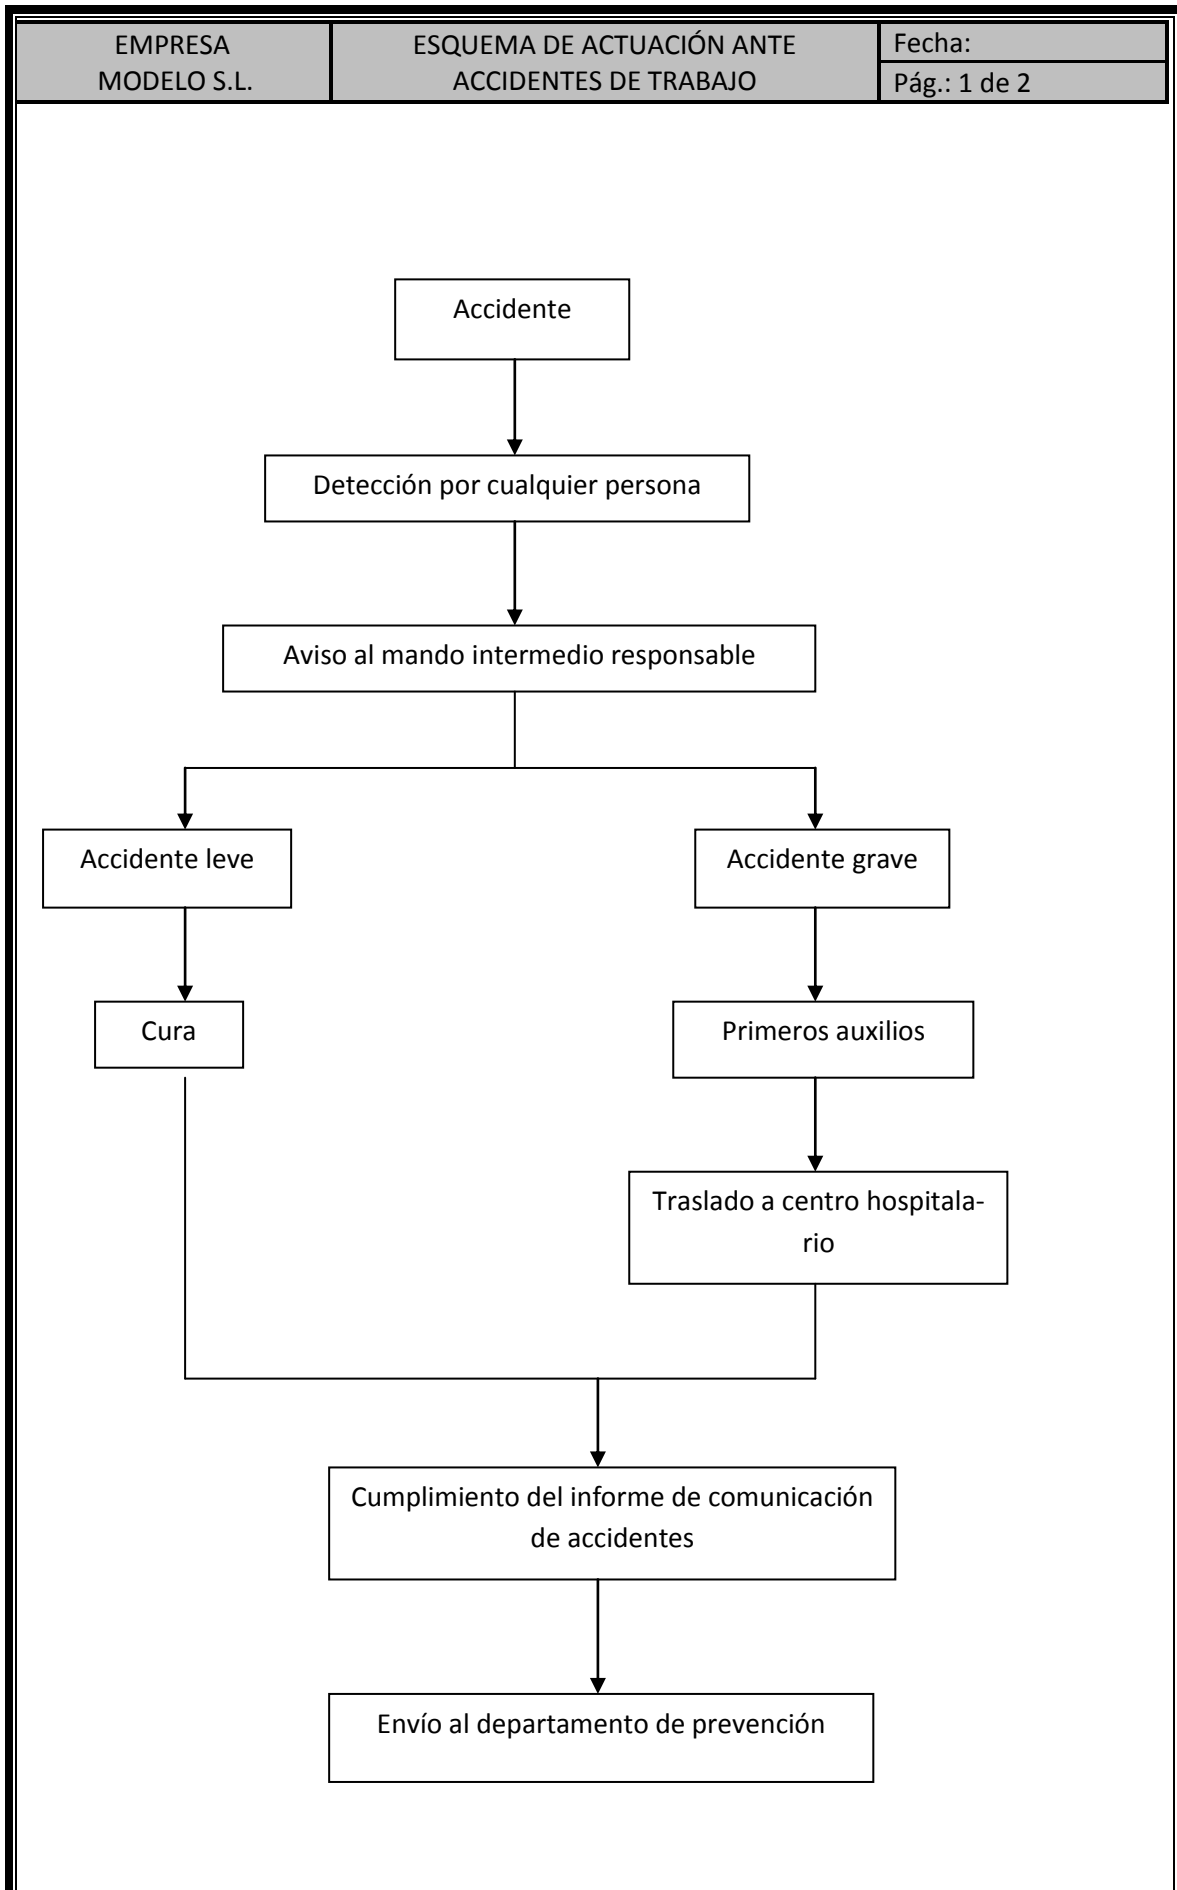 EMPRESA
MODELO S.L.
ESQUEMA DE ACTUACIÓN ANTE
ACCIDENTES DE TRABAJO
Fecha:
Pág.: 1 de 2
Accidente
Detección por cualquier persona
Aviso al mando intermedio responsable
Accidente leve
Accidente grave
Cura
Primeros auxilios
Traslado a centro hospitala-
rio
Cumplimiento del informe de comunicación
de accidentes
Envío al departamento de prevención